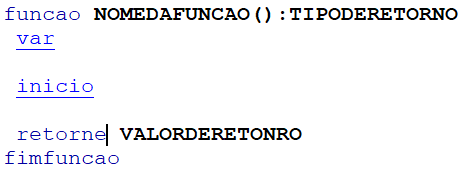 funcao NOMEDAFUNCAO():TIPODERETORNO
var
inicio
retorne VALORDERETONRO
fimfuncao